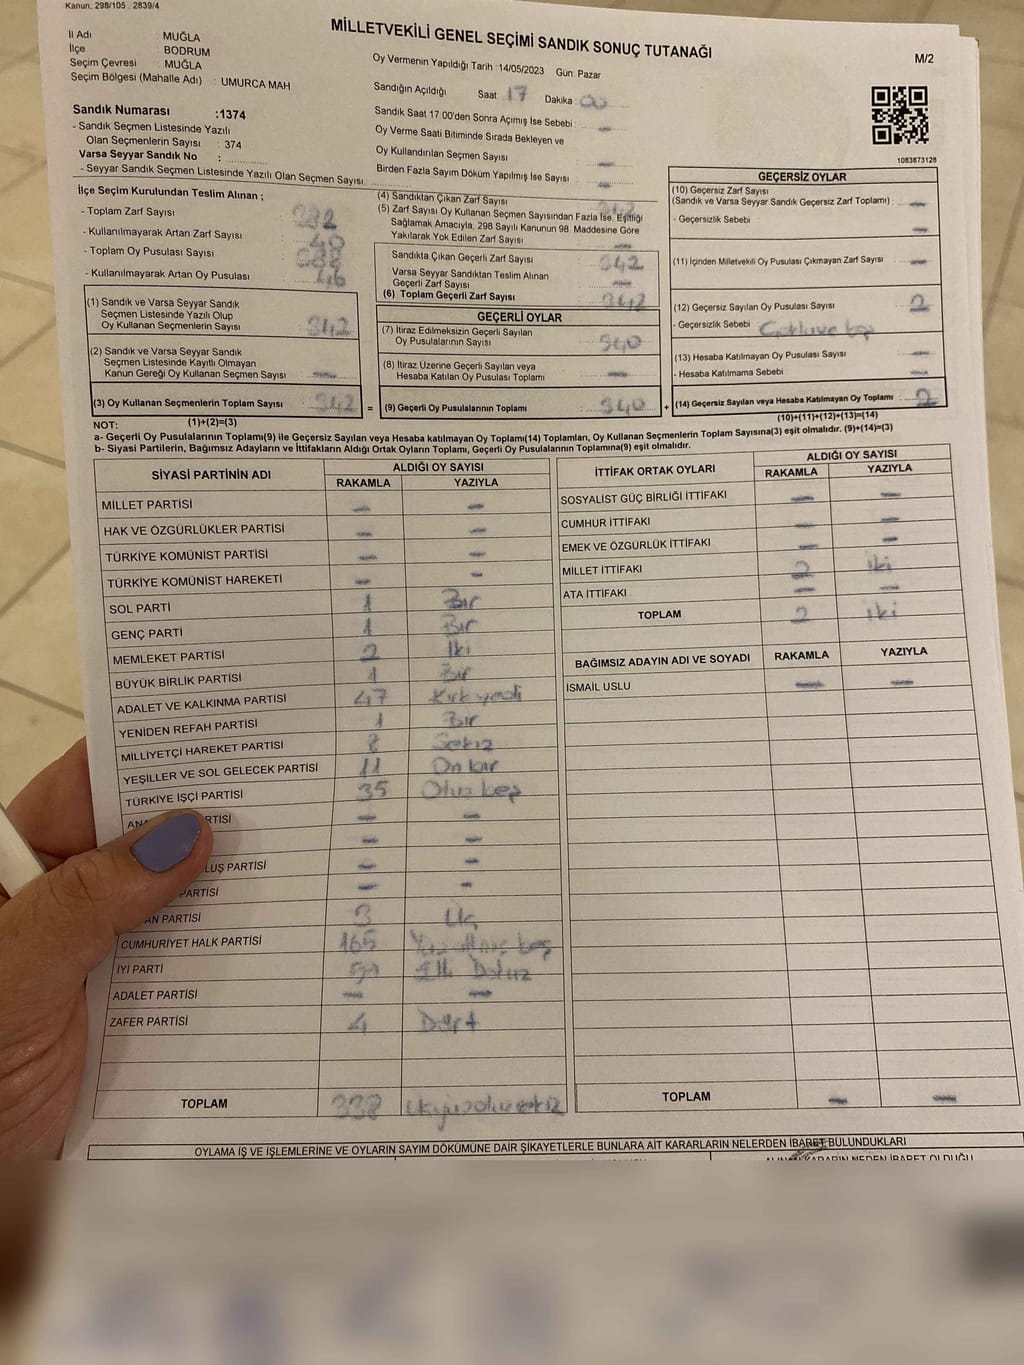 Kanun, 298/105 . 2839/4
MİLLETVEKİLİ GENEL SEÇİMİ SANDIK SONUÇ TUTANAĞI
M/2
İl Adı MUĞLA
İlçe BODRUM
Seçim Çevresi MUĞLA
Seçim Bölgesi (Mahalle Adı) : UMURCA MAH
Sandık Numarası :1374
- Sandık Seçmen Listesinde Yazılı
Olan Seçmenlerin Sayısı : 374
Varsa Seyyar Sandık No :
- Seyyar Sandık Seçmen Listesinde Yazılı Olan Seçmen Sayısı
Oy Vermenin Yapıldığı Tarih :14/05/2023 Gün: Pazar
Sandığın Açıldığı Saat 17 Dakika 00
Sandık Saat 17.00'den Sonra Açımış İse Sebebi : -
Oy Verme Saati Bitiminde Sırada Bekleyen ve
Oy Kullandırılan Seçmen Sayısı -
Birden Fazla Sayım Döküm Yapılmış İse Sayısı -
1083873128
İlçe Seçim Kurulundan Teslim Alınan ;
- Toplam Zarf Sayısı
- Kullanılmayarak Artan Zarf Sayısı 40
- Toplam Oy Pusulası Sayısı
- Kullanılmayarak Artan Oy Pusulası 46
(1) Sandık ve Varsa Seyyar Sandık
Seçmen Listesinde Yazılı Olup
Oy Kullanan Seçmenlerin Sayısı 342
(2) Sandık ve Varsa Seyyar Sandık
Seçmen Listesinde Kayıtlı Olmayan
Kanun Gereği Oy Kullanan Seçmen Sayısı -
(3) Oy Kullanan Seçmenlerin Toplam Sayısı : 342 =
(4) Sandıktan Çıkan Zarf Sayısı 342
(5) Zarf Sayısı Oy Kullanan Seçmen Sayısından Fazla İse, Eşitliği
Sağlamak Amacıyla, 298 Sayılı Kanunun 98. Maddesine Göre
Yakılarak Yok Edilen Zarf Sayısı -
Sandıkta Çıkan Geçerli Zarf Sayısı 342
Varsa Seyyar Sandıktan Teslim Alınan
Geçerli Zarf Sayısı -
(6) Toplam Geçerli Zarf Sayısı 342
GEÇERLİ OYLAR
(7) İtiraz Edilmeksizin Geçerli Sayılan
Oy Pusulalarının Sayısı 340
(8) İtiraz Üzerine Geçerli Sayılan veya
Hesaba Katılan Oy Pusulası Toplamı -
(9) Geçerli Oy Pusulalarının Toplamı 340 +
GEÇERSİZ OYLAR
(10) Geçersiz Zarf Sayısı
(Sandık ve Varsa Seyyar Sandık Geçersiz Zarf Toplamı) : -
- Geçersizlik Sebebi : -
(11) İçinden Milletvekili Oy Pusulası Çıkmayan Zarf Sayısı -
(12) Geçersiz Sayılan Oy Pusulası Sayısı 2
- Geçersizlik Sebebi
(13) Hesaba Katılmayan Oy Pusulası Sayısı -
- Hesaba Katılmama Sebebi : -
(14) Geçersiz Sayılan veya Hesaba Katılmayan Oy Toplamı : 2
(10)+(11)+(12)+(13)=(14)
NOT: (1)+(2)=(3)
a- Geçerli Oy Pusulalarının Toplamı(9) ile Geçersiz Sayılan veya Hesaba katılmayan Oy Toplamı(14) Toplamları, Oy Kullanan Seçmenlerin Toplam Sayısına(3) eşit olmalıdır. (9)+(14)=(3)
b- Siyasi Partilerin, Bağımsız Adayların ve İttifakların Aldığı Oyların Toplamı, Geçerli Oy Pusulalarının Toplamına(9) eşit olmalıdır.
SİYASİ PARTİNİN ADI ALDIĞI OY SAYISI
RAKAMLA YAZIYLA
MİLLET PARTİSİ - -
HAK VE ÖZGÜRLÜKLER PARTİSİ - -
TÜRKİYE KOMÜNİST PARTİSİ - -
TÜRKİYE KOMÜNİST HAREKETİ - -
SOL PARTİ 1 Bir
GENÇ PARTİ 1 Bir
MEMLEKET PARTİSİ 2 İki
BÜYÜK BİRLİK PARTİSİ 1 Bir
ADALET VE KALKINMA PARTİSİ 47 Kırk yedi
YENİDEN REFAH PARTİSİ 1 Bir
MİLLİYETÇİ HAREKET PARTİSİ 8 Sekiz
YEŞİLLER VE SOL GELECEK PARTİSİ 11 On bir
TÜRKİYE İŞÇİ PARTİSİ 35 Otuz beş
ANA RTİSİ - -
- -
LUŞ PARTİSİ - -
PARTİSİ - -
AN PARTİSİ 3 Üç
CUMHURİYET HALK PARTİSİ 165 Yüz altmış beş
İYİ PARTİ 59 Elli Dokuz
ADALET PARTİSİ - -
ZAFER PARTİSİ 4 Dört
TOPLAM 338 Üçyüzotuzsekiz
İTTİFAK ORTAK OYLARI ALDIĞI OY SAYISI
RAKAMLA YAZIYLA
SOSYALİST GÜÇ BİRLİĞİ İTTİFAKI - -
CUMHUR İTTİFAKI - -
EMEK VE ÖZGÜRLÜK İTTİFAKI - -
MİLLET İTTİFAKI 2 iki
ATA İTTİFAKI - -
TOPLAM 2 iki
BAĞIMSIZ ADAYIN ADI VE SOYADI RAKAMLA YAZIYLA
İSMAİL USLU - -
TOPLAM - -
OYLAMA İŞ VE İŞLEMLERİNE VE OYLARIN SAYIM DÖKÜMÜNE DAİR ŞİKAYETLERLE BUNLARA AİT KARARLARIN NELERDEN İBARET BULUNDUKLARI
KARARIN NEDEN İBARET OLDUĞU